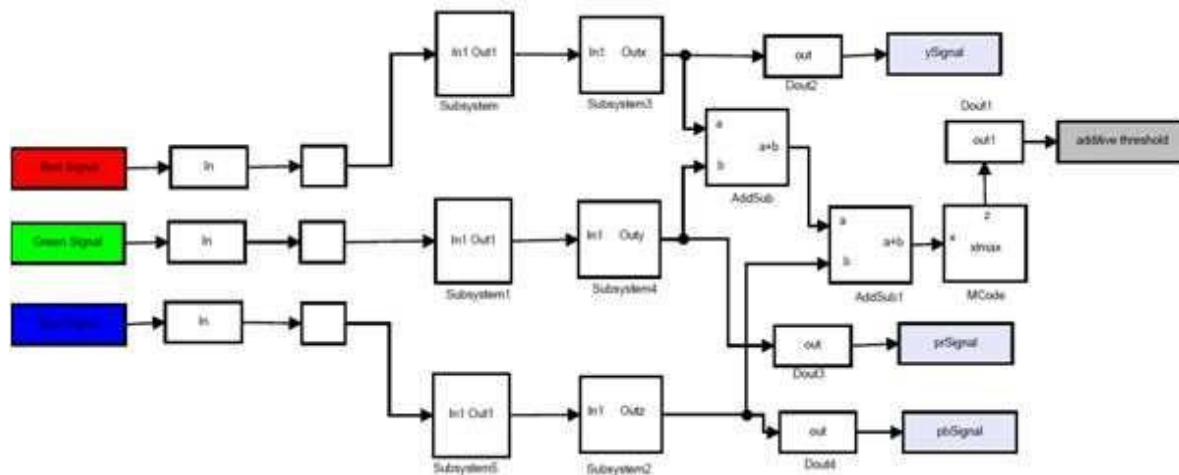 In1 Out1
Subsystem
In1 Outx
Subsystem3
out
Dout2
ySignal
Red Signal
In
a
b
a+b
AddSub
Dout1
out1
additive threshold
Green Signal
In
In1 Out1
Subsystem1
In1 Outy
Subsystem4
a
b
a+b
AddSub1
x
z
xlmax
MCode
In
out
Dout3
prSignal
In1 Out1
Subsystem5
In1 Outz
Subsystem2
out
Dout4
pbSignal